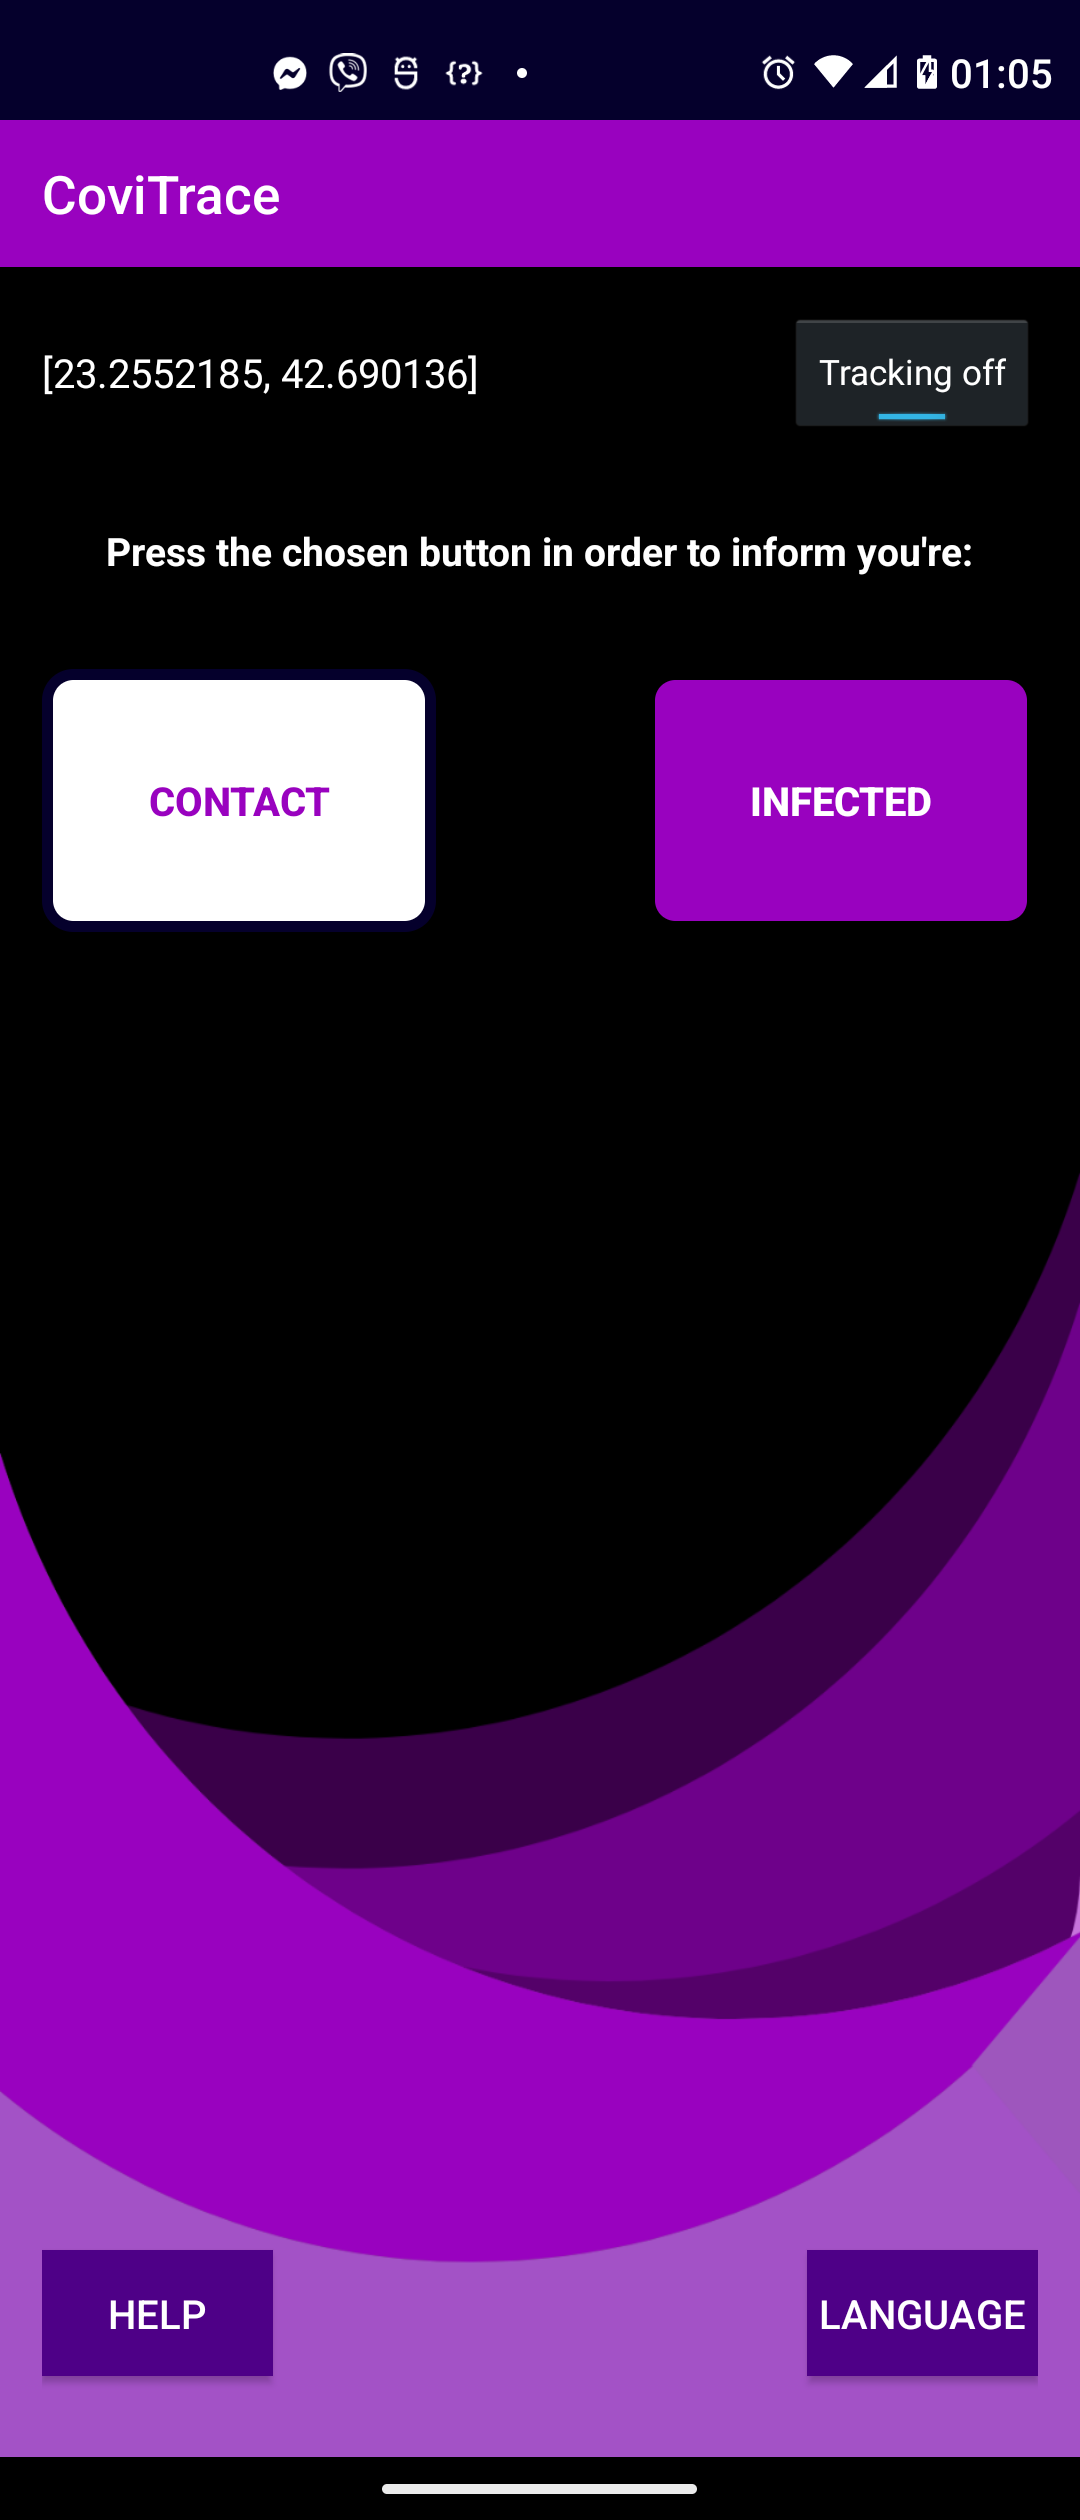 01:05
CoviTrace
[23.2552185, 42.690136]
Tracking off
Press the chosen button in order to inform you're:
CONTACT
INFECTED
HELP
LANGUAGE